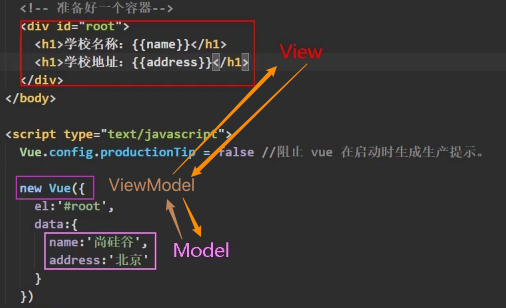 <!-- 准备好一个容器-->
<div id="root">
<h1>学校名称：{{name}}</h1>
<h1>学校地址：{{address}}</h1>
</div>
View
</body>
<script type="text/javascript">
Vue.config.productionTip = false //阻止 vue 在启动时生成生产提示。
ViewModel
new Vue({
el:'#root',
data:{
name:'尚硅谷',
address:'北京'
Model
}
})